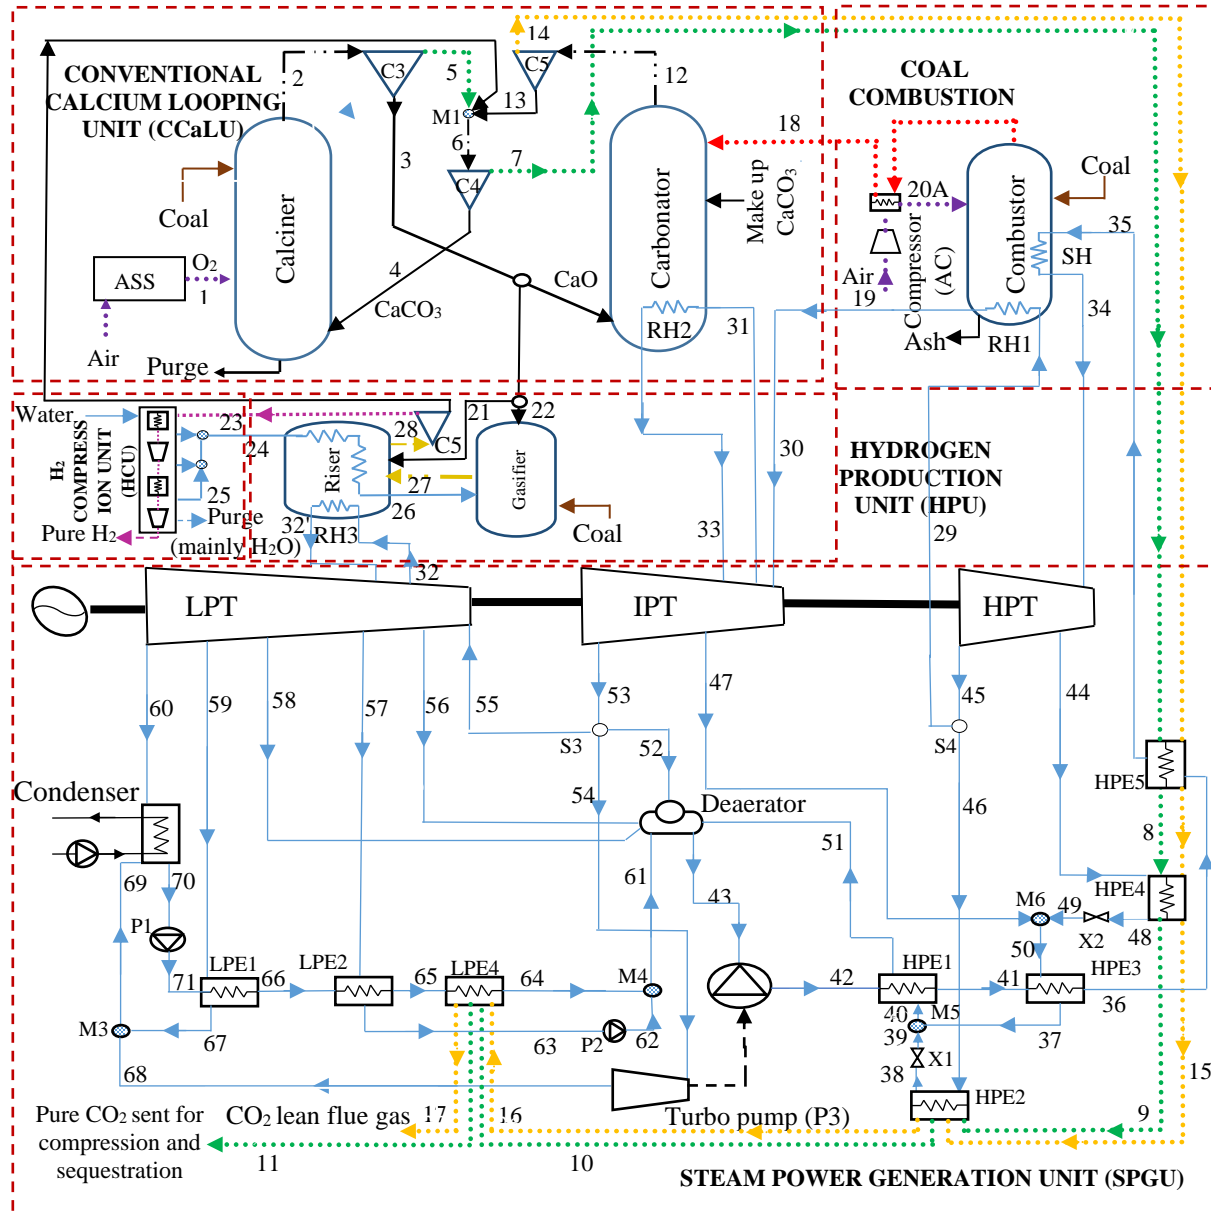 14
CONVENTIONAL
CALCIUM LOOPING
UNIT (CCaLU)
2
C3
5
C5
12
13
M1
6
7
C4
3
18
COAL
COMBUSTION
Coal
Calciner
Coal
Carbonator
Make up
CaCO3
20A
Combustor
Coal
35
SH
Compressor
(AC)
Air
19
ASS
O2
1
4
CaCO3
CaO
RH2
31
34
Air
Purge
Ash
RH1
Water
23
24
H2
COMPRESS
ION UNIT
(HCU)
25
Purge
(mainly H2O)
Pure H2
21
22
28
C5
Riser
27
26
Gasifier
Coal
32'
RH3
32
30
33
29
HYDROGEN
PRODUCTION
UNIT (HPU)
LPT
IPT
HPT
60
59
58
57
56
55
53
47
45
44
S3
52
S4
54
46
Condenser
Deaerator
HPE5
8
69
70
61
43
51
HPE4
M6
49
48
X2
50
P1
71
LPE1
66
LPE2
65
LPE4
64
M4
42
HPE1
41
HPE3
36
40
M5
39
37
M3
67
63
P2
62
38
X1
68
15
HPE2
Turbo pump (P3)
Pure CO2 sent for
compression and
sequestration
CO2 lean flue gas
17
16
9
11
10
STEAM POWER GENERATION UNIT (SPGU)